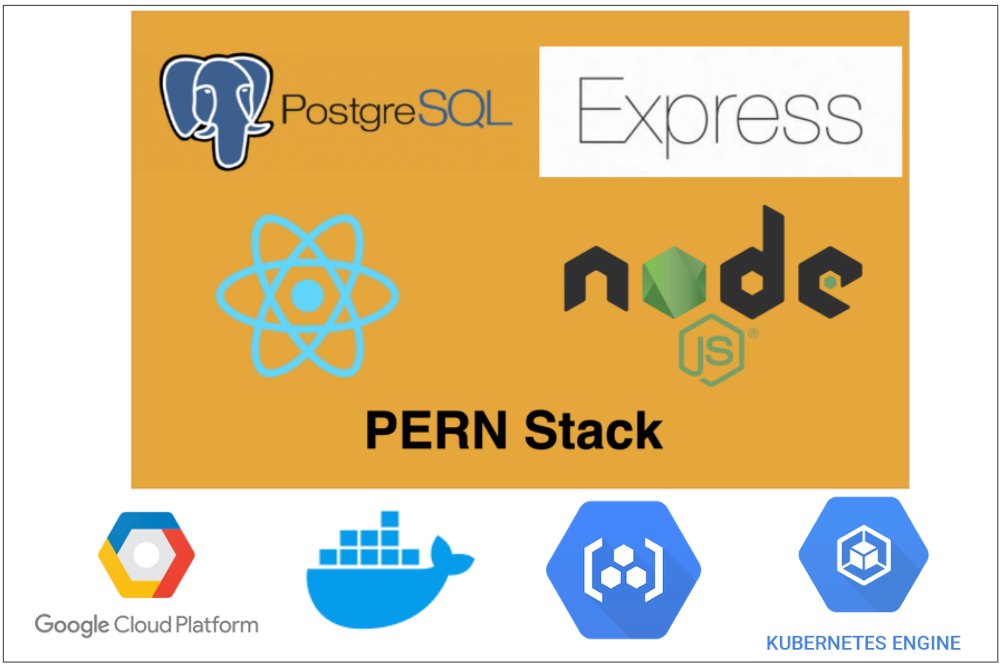 PostgreSQL
Express
node
JS®
PERN Stack
Google Cloud Platform
KUBERNETES ENGINE